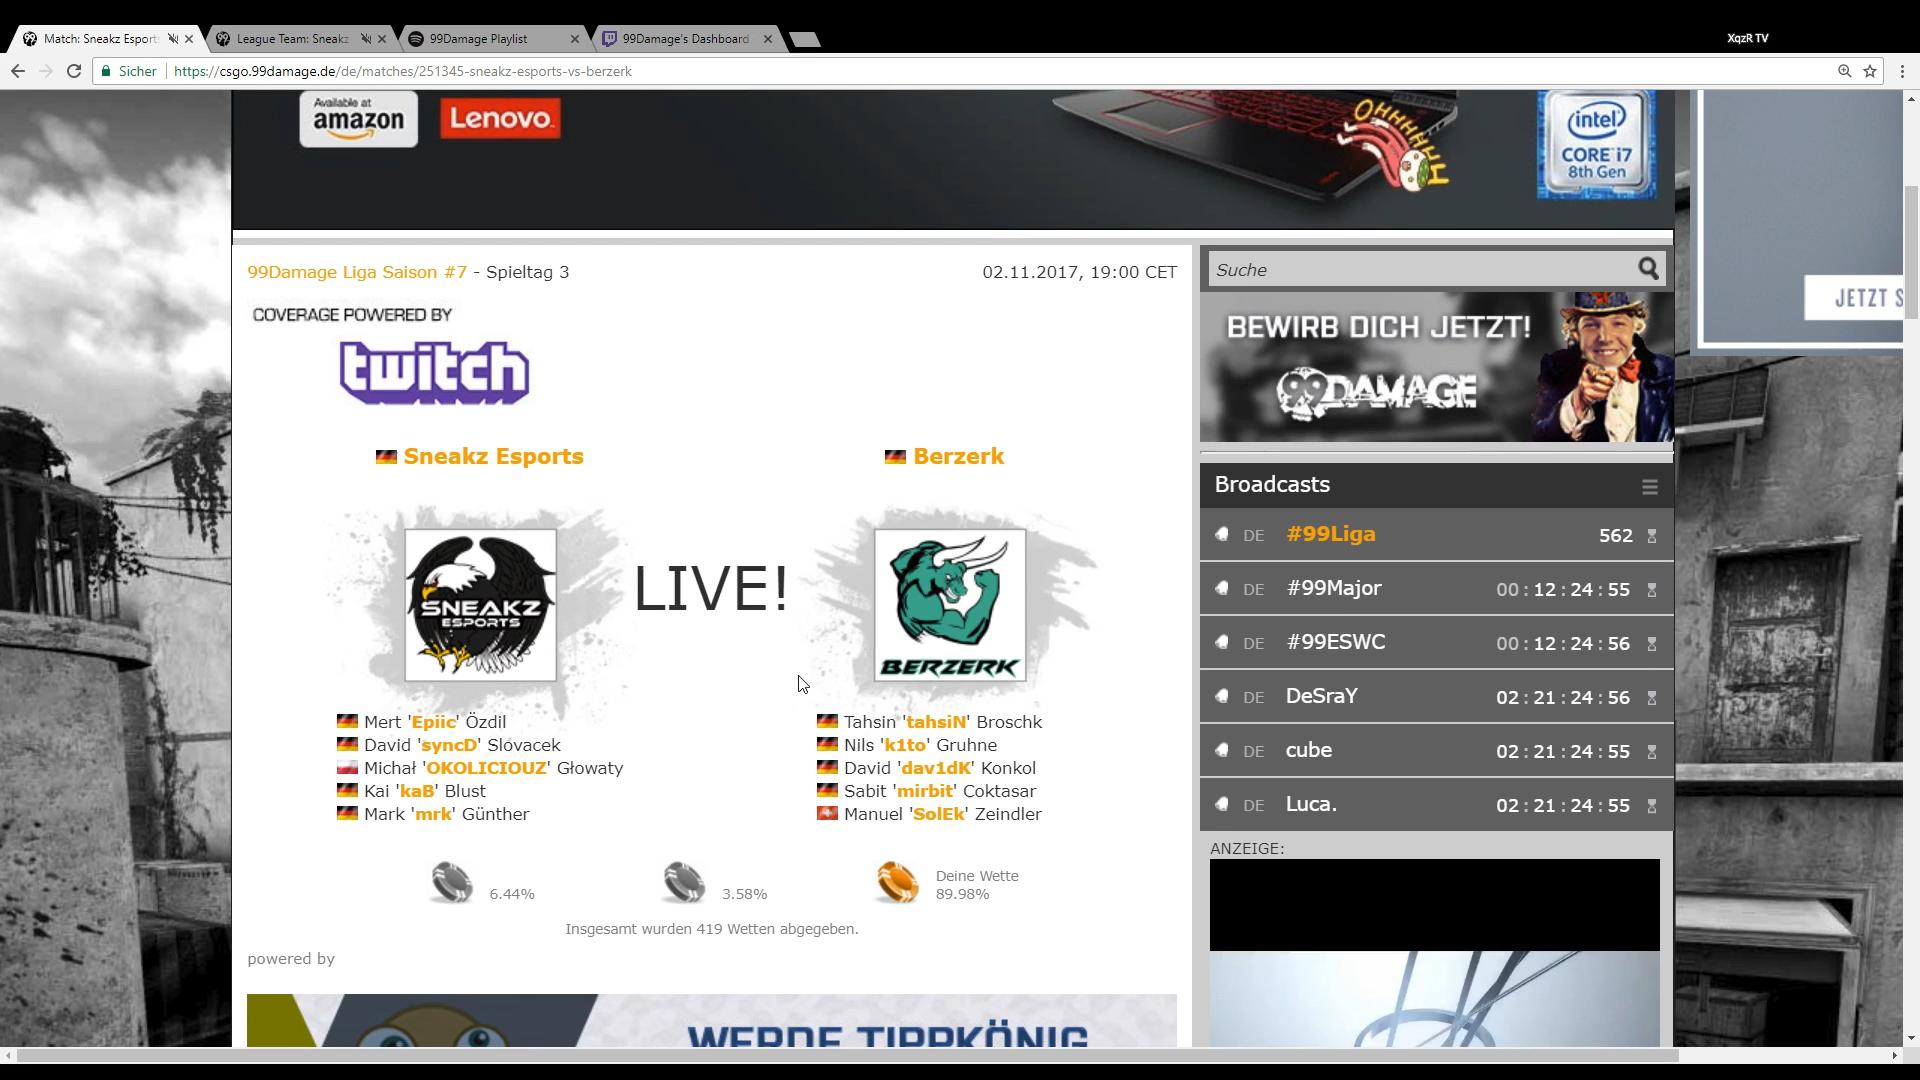 Match: Sneakz Esports
League Team: Sneakz
99Damage Playlist
99Damage's Dashboard
XqzR TV
Sicher
https://csgo.99damage.de/de/matches/251345-sneakz-esports-vs-berzerk
Available at
amazon
Lenovo.
OHHHHHH
intel
CORE i7
8th Gen
99Damage Liga Saison #7 - Spieltag 3
02.11.2017, 19:00 CET
Suche
JETZT S
COVERAGE POWERED BY
twitch
BEWIRB DICH JETZT!
99DAMAGE
Sneakz Esports
Berzerk
SNEAKZ
ESPORTS
LIVE!
BERZERK
Mert 'Epiic' Özdil
David 'syncD' Slovacek
Michał 'OKOLICIOUZ' Głowaty
Kai 'kaB' Blust
Mark 'mrk' Günther
Tahsin 'tahsiN' Broschk
Nils 'k1to' Gruhne
David 'dav1dK' Konkol
Sabit 'mirbit' Coktasar
Manuel 'SolEk' Zeindler
6.44%
3.58%
Deine Wette
89.98%
Insgesamt wurden 419 Wetten abgegeben.
powered by
WERDE TIPPKÖNIG
Broadcasts
DE #99Liga 562
DE #99Major 00:12:24:55
DE #99ESWC 00:12:24:56
DE DeSraY 02:21:24:56
DE cube 02:21:24:55
DE Luca. 02:21:24:55
ANZEIGE: